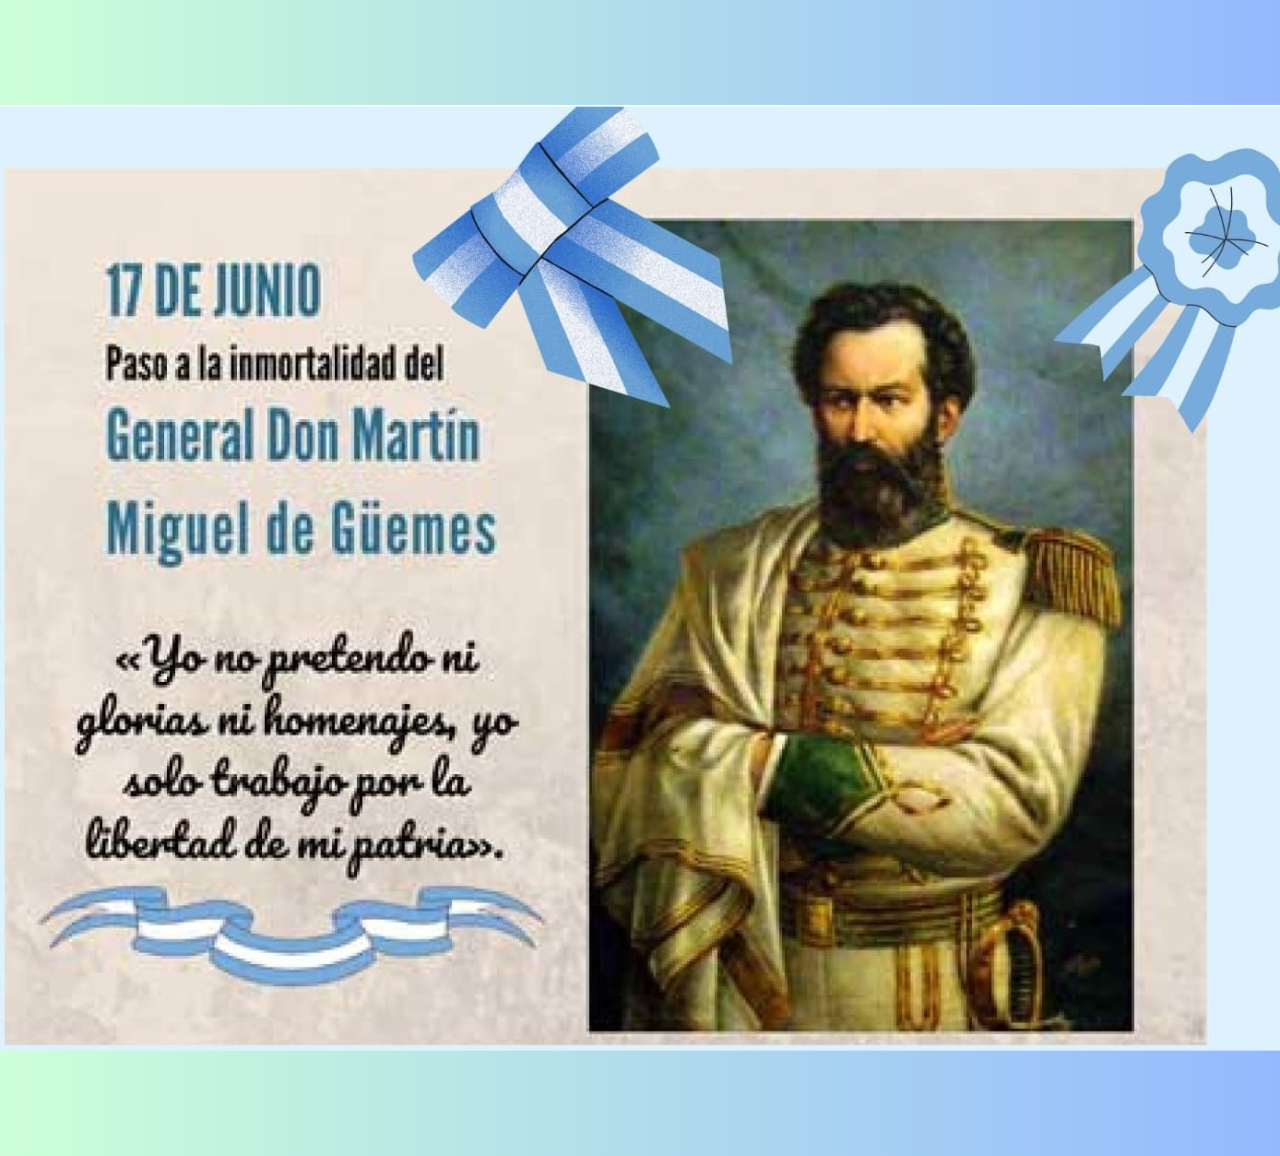 17 DE JUNIO
Paso a la inmortalidad del
General Don Martín
Miguel de Güemes
«Yo no pretendo ni
glorias ni homenajes, yo
solo trabajo por la
libertad de mi patria».